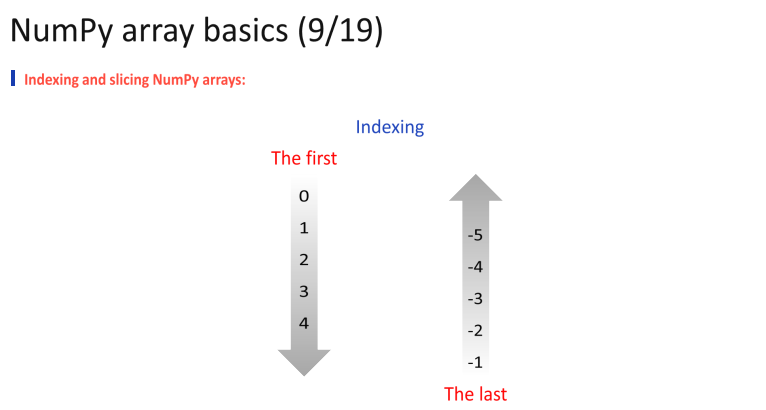 NumPy array basics (9/19)
Indexing and slicing NumPy arrays:
Indexing
The first
0
1
2
3
4
-5
-4
-3
-2
-1
The last